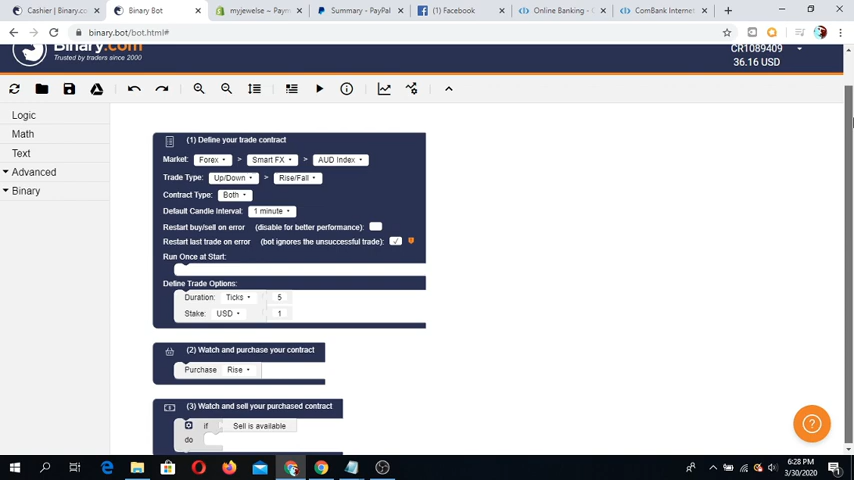 Cashier | Binary.co
Binary Bot
myjewelse — Paym
Summary - PayPal
(1) Facebook
Online Banking -
ComBank Internet
binary.bot/bot.html#
Binary.com
Trusted by traders since 2000
CR1089409
36.16 USD
Logic
Math
Text
Advanced
Binary
(1) Define your trade contract
Market: Forex > Smart FX > AUD Index
Trade Type: Up/Down > Rise/Fall
Contract Type: Both
Default Candle Interval: 1 minute
Restart buy/sell on error (disable for better performance):
Restart last trade on error (bot ignores the unsuccessful trade): √
Run Once at Start:
Define Trade Options:
Duration: Ticks 5
Stake: USD 1
(2) Watch and purchase your contract
Purchase Rise
(3) Watch and sell your purchased contract
if Sell is available
do
?
6:28 PM
3/30/2020